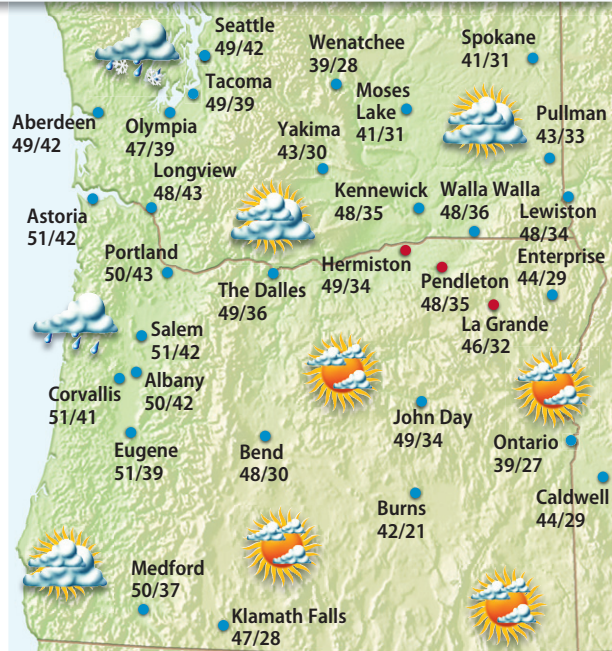 Seattle
49/42
Wenatchee
39/28
Spokane
41/31
Tacoma
49/39
Moses
Lake
41/31
Aberdeen
49/42
Olympia
47/39
Yakima
43/30
Pullman
43/33
Longview
48/43
Kennewick
48/35
Walla Walla
48/36
Lewiston
48/34
Astoria
51/42
Portland
50/43
The Dalles
49/36
Hermiston
49/34
Pendleton
48/35
Enterprise
44/29
La Grande
46/32
Salem
51/42
Albany
50/42
Corvallis
51/41
John Day
49/34
Eugene
51/39
Bend
48/30
Ontario
39/27
Burns
42/21
Caldwell
44/29
Medford
50/37
Klamath Falls
47/28